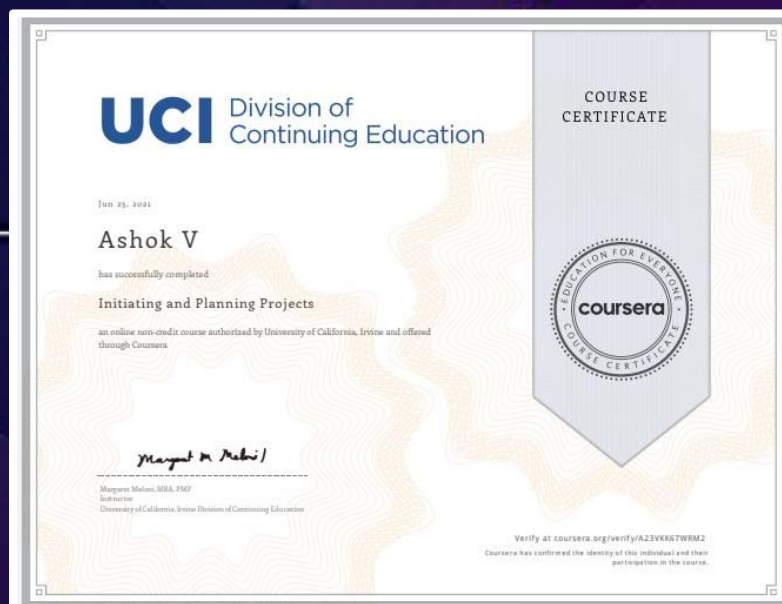 UCI Division of
Continuing Education
COURSE
CERTIFICATE
Jun 23, 2021
Ashok V
has successfully completed
Initiating and Planning Projects
an online non-credit course authorized by University of California, Irvine and offered
through Coursera
EDUCATION FOR EVERYONE
coursera
COURSE CERTIFICATE
Margaret M Meloni
Margaret Meloni, MBA, PMP
Instructor
University of California, Irvine Division of Continuing Education
Verify at coursera.org/verify/A23VKK67WRM2
Coursera has confirmed the identity of this individual and their
participation in the course.